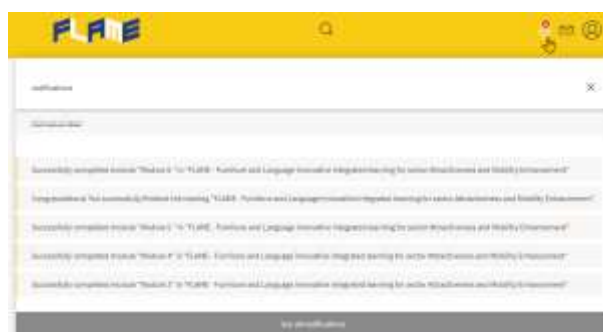 FLAME
notifications
Successfully completed module "Module 6" in "FLAME - Furniture and Language innovative integrated learning for sector Attractiveness and Mobility Enhancement"
Congratulations! You successfully finished the training "FLAME - Furniture and Language innovative integrated learning for sector Attractiveness and Mobility Enhancement"
Successfully completed module "Module 5" in "FLAME - Furniture and Language innovative integrated learning for sector Attractiveness and Mobility Enhancement"
Successfully completed module "Module 4" in "FLAME - Furniture and Language innovative integrated learning for sector Attractiveness and Mobility Enhancement"
Successfully completed module "Module 3" in "FLAME - Furniture and Language innovative integrated learning for sector Attractiveness and Mobility Enhancement"
See all notifications